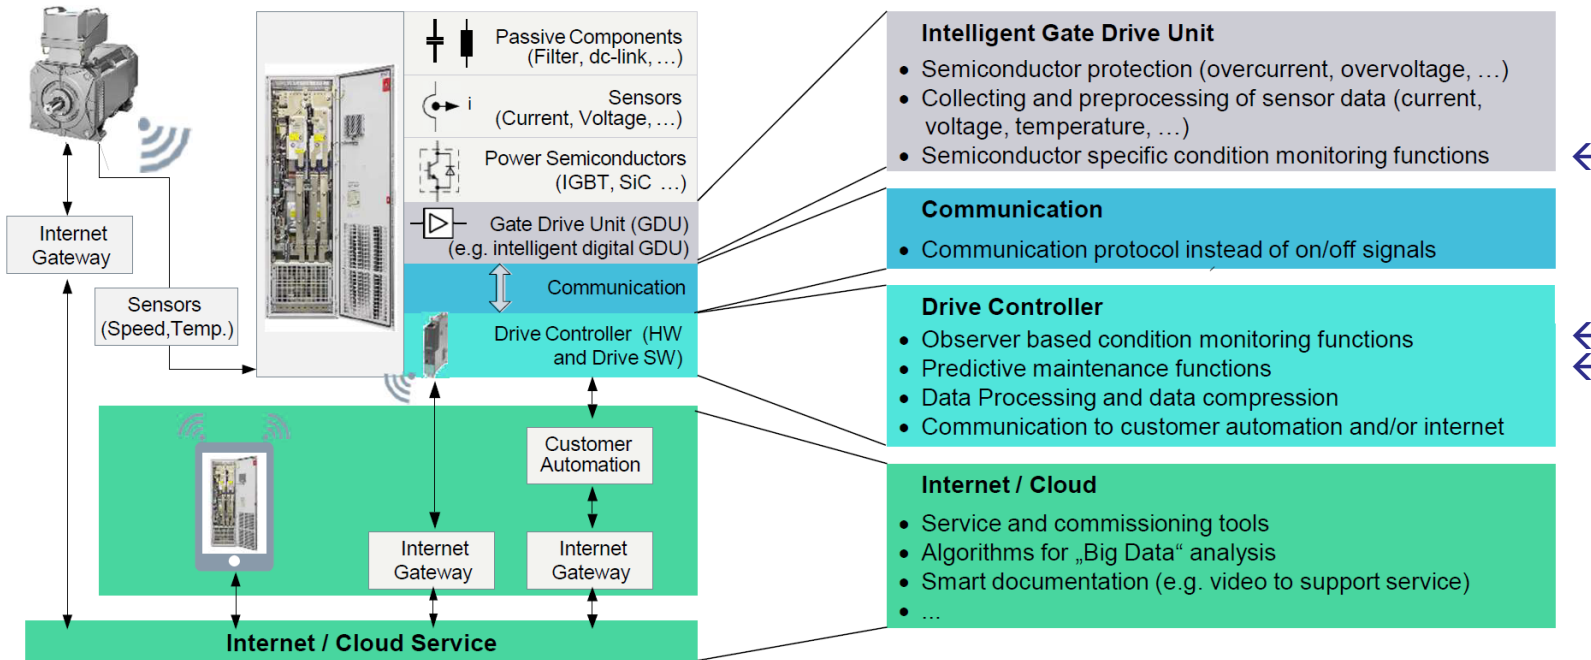 Passive Components
(Filter, dc-link, ...)
Sensors
i
(Current, Voltage, ...)
Power Semiconductors
(IGBT, SiC ...)
Gate Drive Unit (GDU)
(e.g. intelligent digital GDU)
Communication
Drive Controller (HW
and Drive SW)
Internet
Gateway
Sensors
(Speed,Temp.)
Customer
Automation
Internet
Gateway
Internet
Gateway
Internet / Cloud Service
Intelligent Gate Drive Unit
• Semiconductor protection (overcurrent, overvoltage, ...)
• Collecting and preprocessing of sensor data (current,
voltage, temperature, ...)
• Semiconductor specific condition monitoring functions
Communication
• Communication protocol instead of on/off signals
Drive Controller
• Observer based condition monitoring functions
• Predictive maintenance functions
• Data Processing and data compression
• Communication to customer automation and/or internet
Internet / Cloud
• Service and commissioning tools
• Algorithms for „Big Data“ analysis
• Smart documentation (e.g. video to support service)
• ...